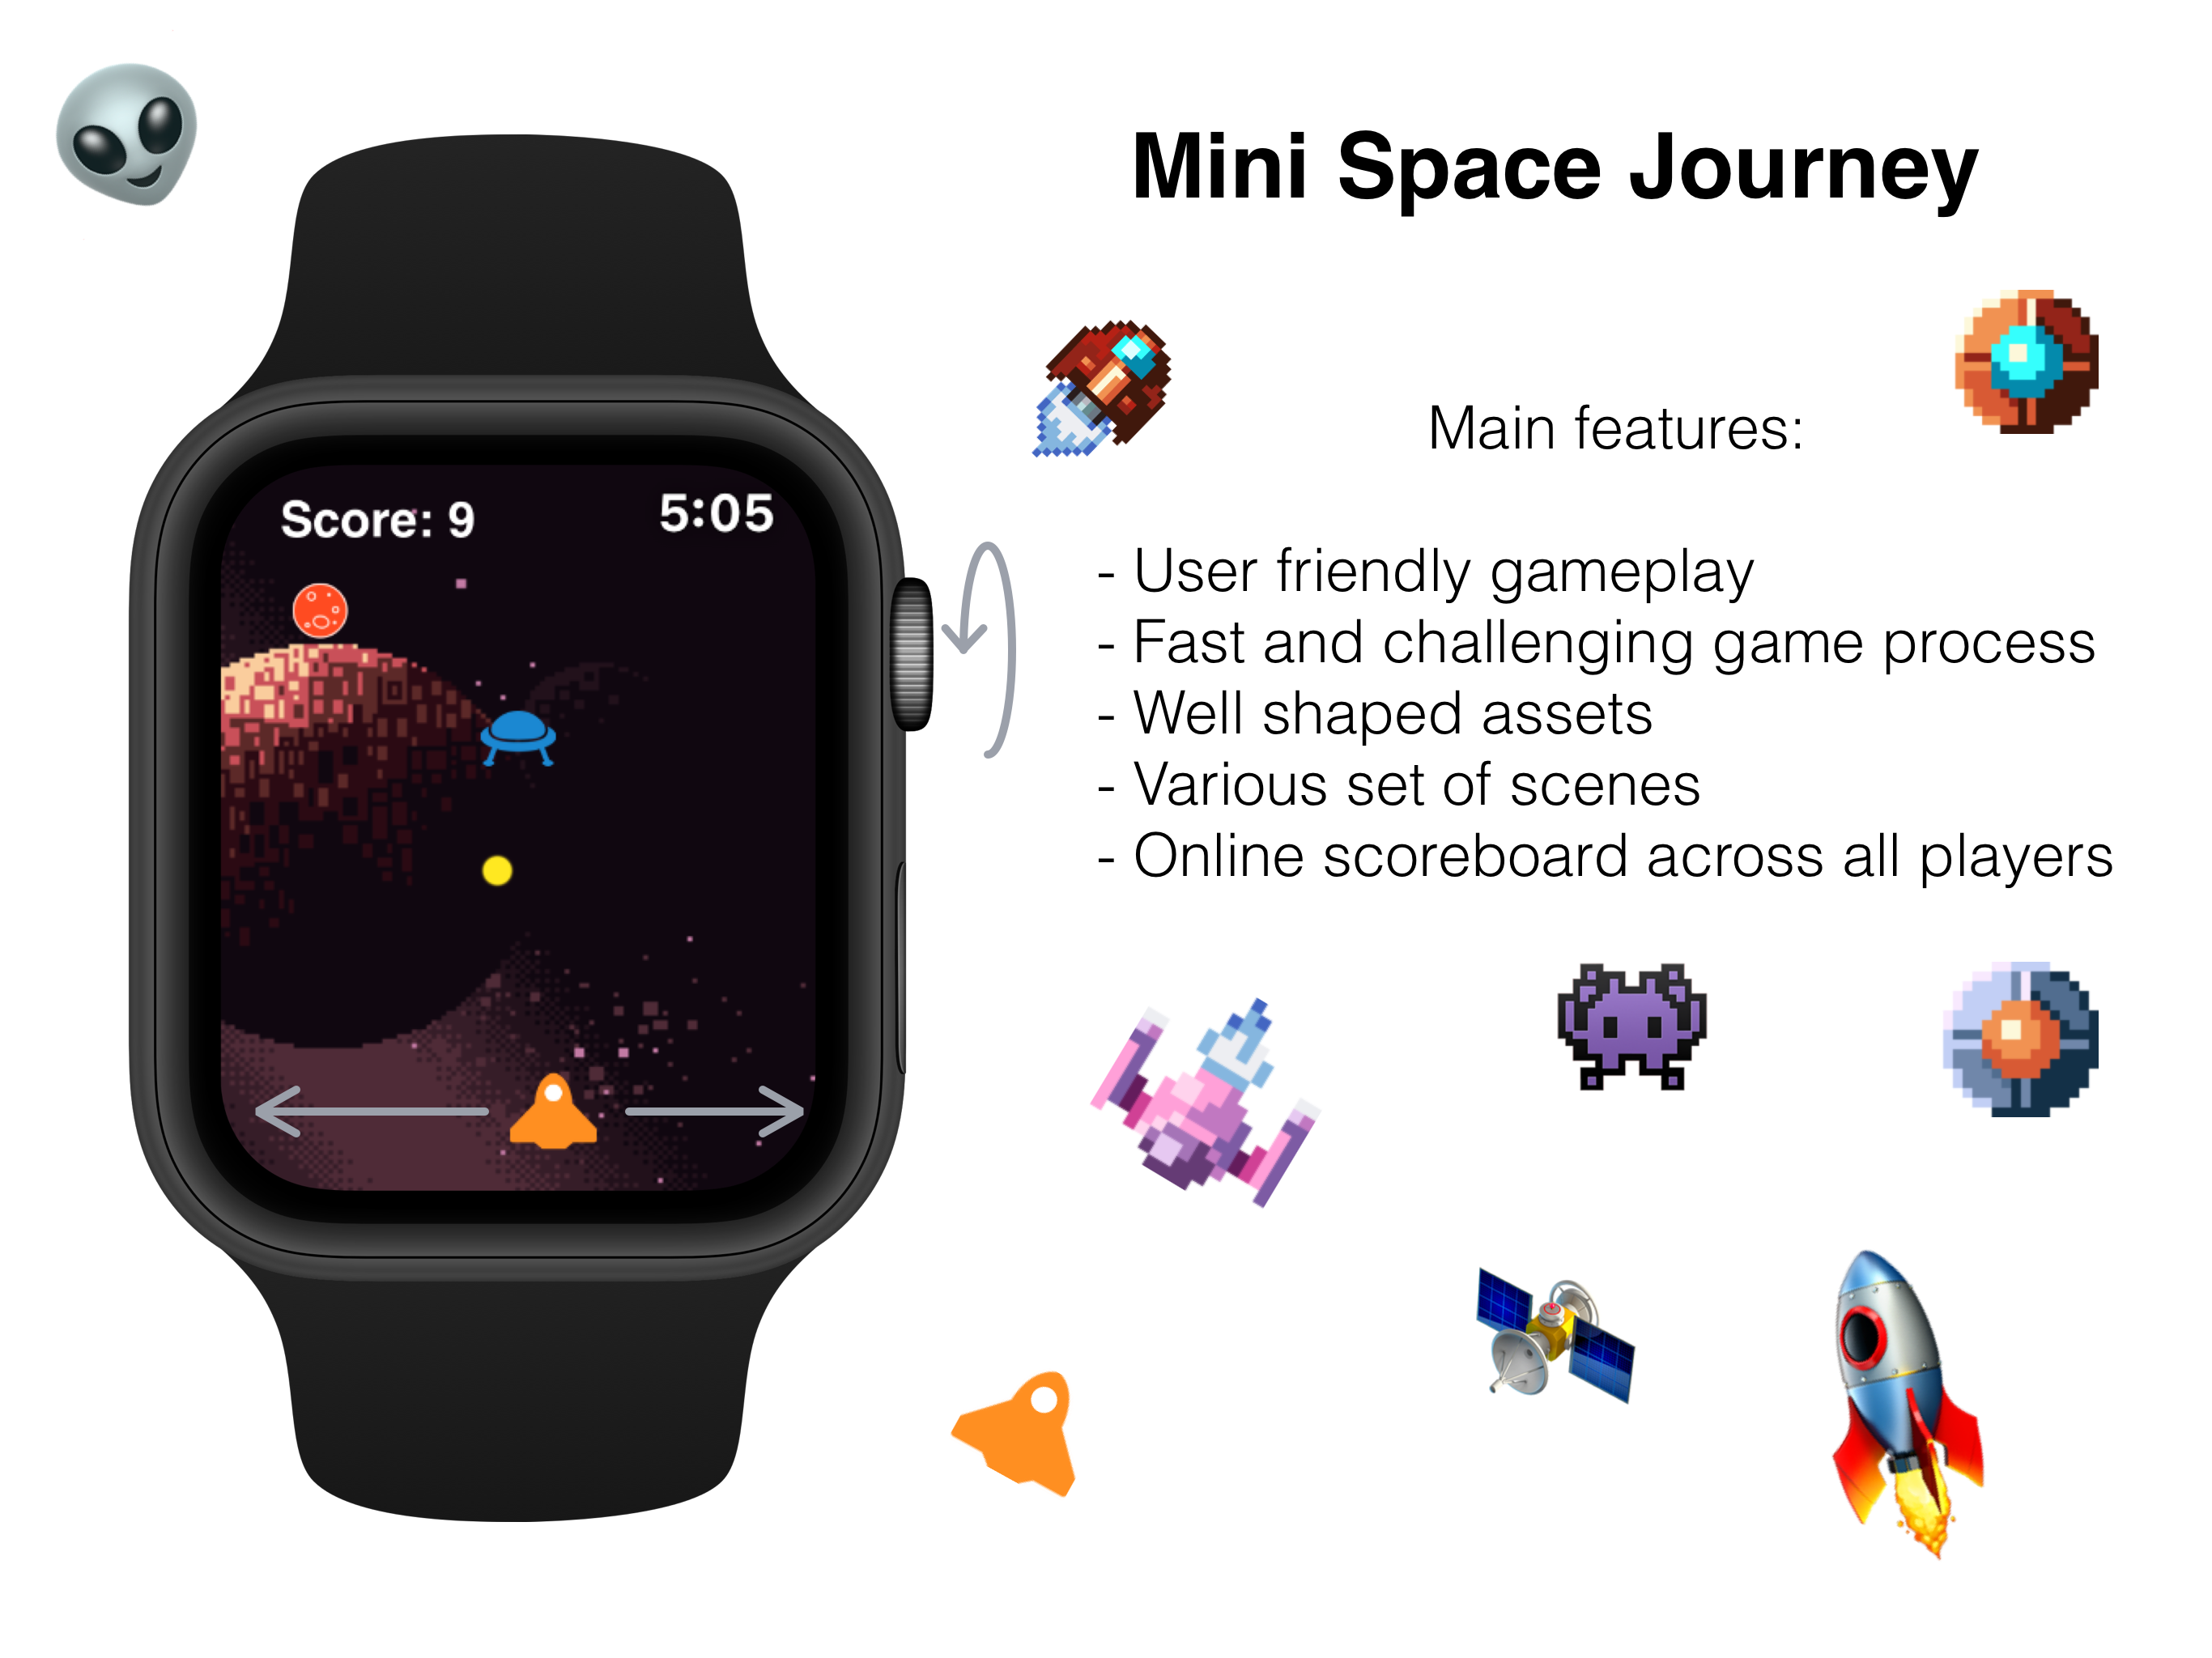 Mini Space Journey
Main features:
Score: 9
5:05
- User friendly gameplay
- Fast and challenging game process
- Well shaped assets
- Various set of scenes
- Online scoreboard across all players